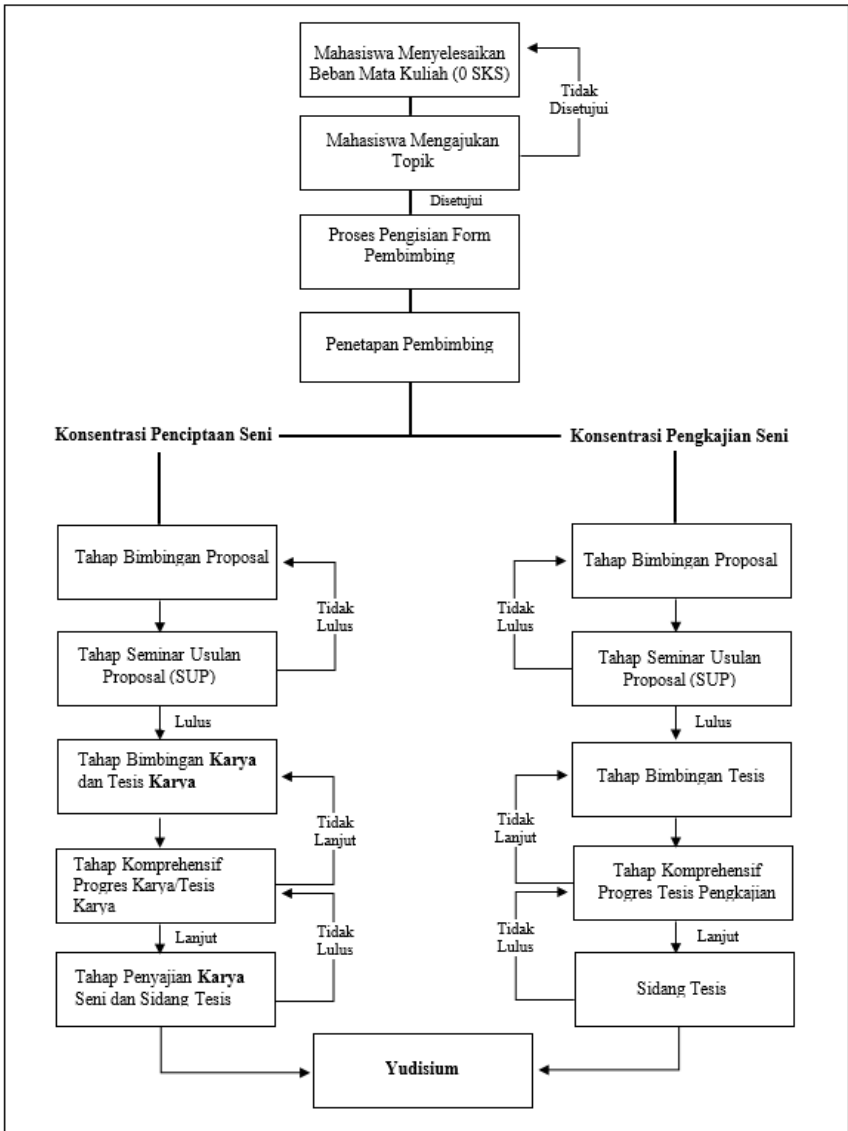 Mahasiswa Menyelesaikan
Beban Mata Kuliah (0 SKS)
Tidak
Disetujui
Mahasiswa Mengajukan
Topik
Disetujui
Proses Pengisian Form
Pembimbing
Penetapan Pembimbing
Konsentrasi Penciptaan Seni
Konsentrasi Pengkajian Seni
Tahap Bimbingan Proposal
Tidak
Lulus
Tahap Seminar Usulan
Proposal (SUP)
Lulus
Tahap Bimbingan Karya
dan Tesis Karya
Tidak
Lanjut
Tahap Komprehensif
Progres Karya/Tesis
Karya
Lanjut
Tidak
Lulus
Tahap Penyajian Karya
Seni dan Sidang Tesis
Tahap Bimbingan Proposal
Tidak
Lulus
Tahap Seminar Usulan
Proposal (SUP)
Lulus
Tahap Bimbingan Tesis
Tidak
Lanjut
Tahap Komprehensif
Progres Tesis Pengkajian
Lanjut
Tidak
Lulus
Sidang Tesis
Yudisium